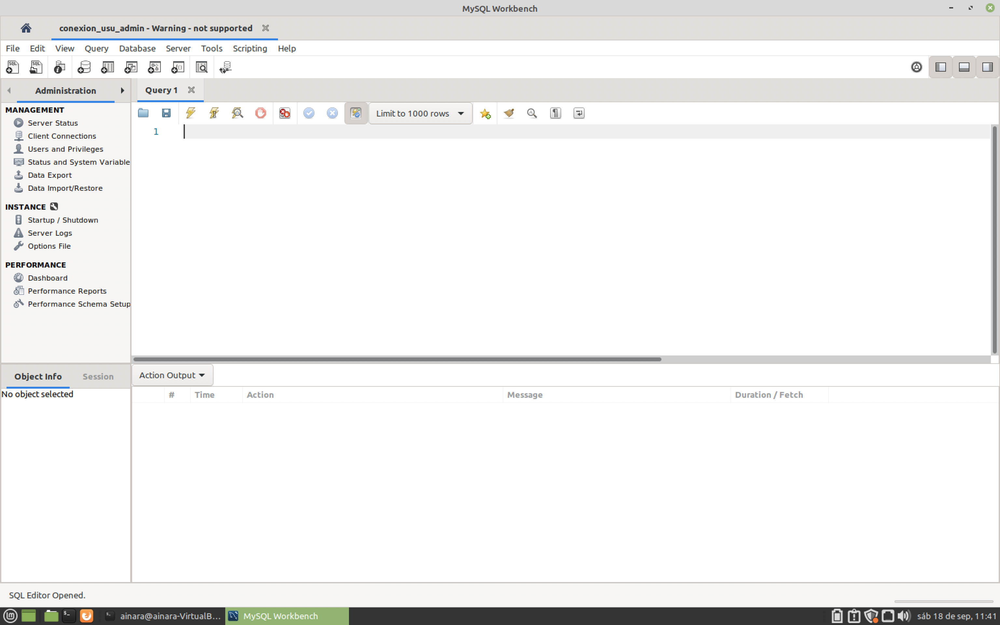 MySQL Workbench
conexion_usu_admin - Warning - not supported
File Edit View Query Database Server Tools Scripting Help
Administration
Query 1
MANAGEMENT
Server Status
Client Connections
Users and Privileges
Status and System Variable
Data Export
Data Import/Restore
INSTANCE
Startup / Shutdown
Server Logs
Options File
PERFORMANCE
Dashboard
Performance Reports
Performance Schema Setup
Limit to 1000 rows
1
Object Info Session
No object selected
Action Output
# Time Action Message Duration / Fetch
SQL Editor Opened.
ainara@ainara-VirtualB... MySQL Workbench sáb 18 de sep, 11:41